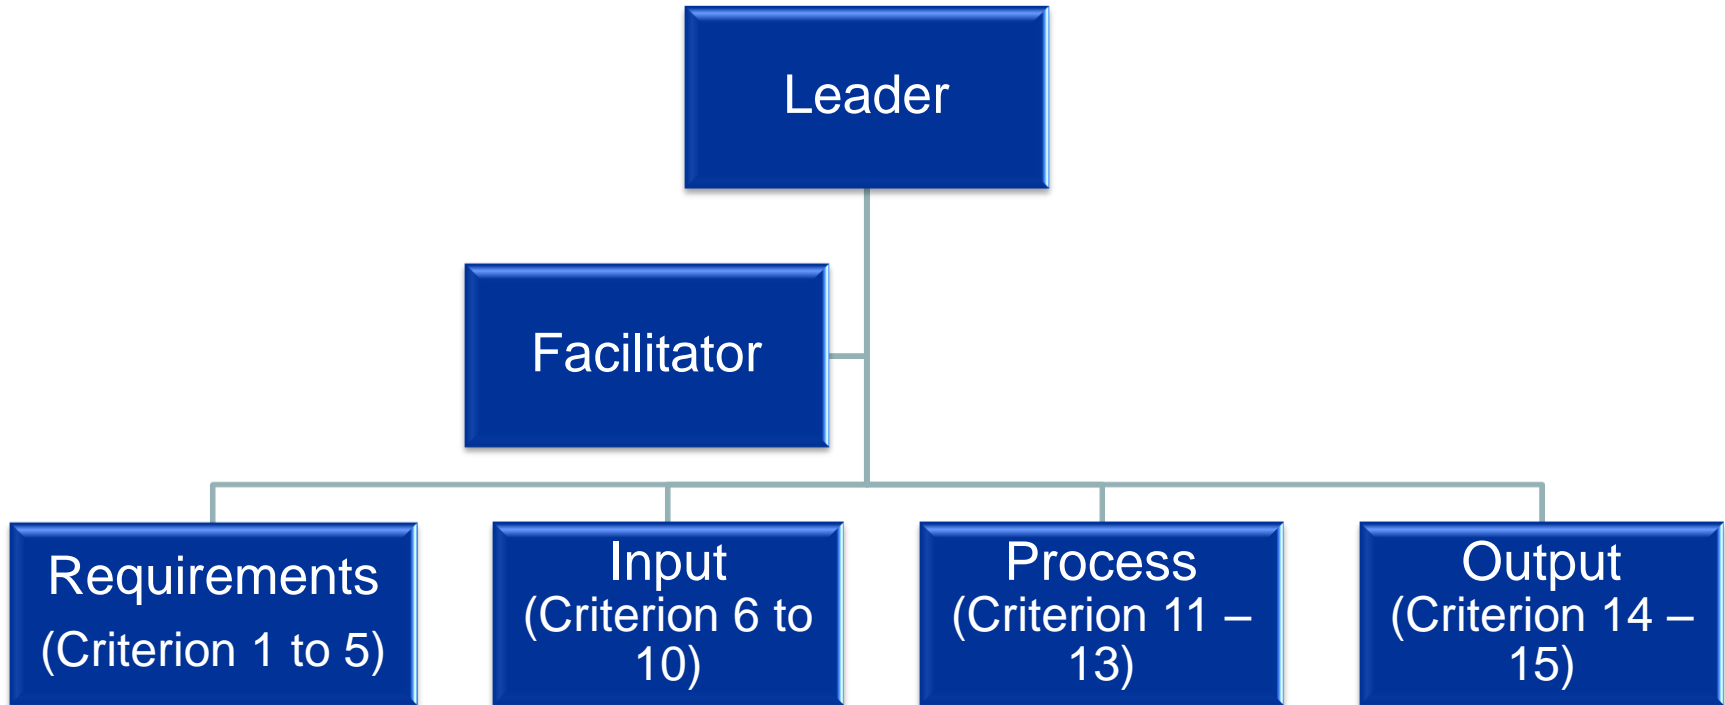 Leader
Facilitator
Requirements
(Criterion 1 to 5)
Input
(Criterion 6 to
10)
Process
(Criterion 11 –
13)
Output
(Criterion 14 –
15)